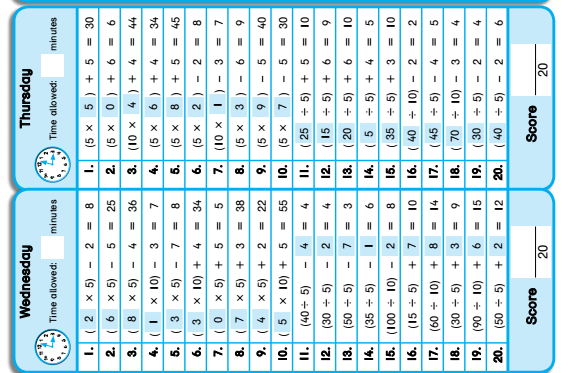 Wednesday
Time allowed: minutes
1. ( 2 × 5) − 2 = 8
2. ( 6 × 5) − 5 = 25
3. ( 8 × 5) − 4 = 36
4. ( 1 × 10) − 3 = 7
5. ( 3 × 5) − 7 = 8
6. ( 3 × 10) + 4 = 34
7. ( 0 × 5) + 5 = 5
8. ( 7 × 5) + 3 = 38
9. ( 4 × 5) + 2 = 22
10. ( 5 × 10) + 5 = 55
11. (40 ÷ 5) − 4 = 4
12. (30 ÷ 5) − 2 = 4
13. (50 ÷ 5) − 7 = 3
14. (35 ÷ 5) − 1 = 6
15. (100 ÷ 10) − 2 = 8
16. (15 ÷ 5) + 7 = 10
17. (60 ÷ 10) + 8 = 14
18. (30 ÷ 5) + 3 = 9
19. (90 ÷ 10) + 6 = 15
20. (50 ÷ 5) + 2 = 12
Score
20
Thursday
Time allowed: minutes
1. (5 × 5 ) + 5 = 30
2. (5 × 0 ) + 6 = 6
3. (10 × 4 ) + 4 = 44
4. (5 × 6 ) + 4 = 34
5. (5 × 8 ) + 5 = 45
6. (5 × 2 ) − 2 = 8
7. (10 × 1 ) − 3 = 7
8. (5 × 3 ) − 6 = 9
9. (5 × 9 ) − 5 = 40
10. (5 × 7 ) − 5 = 30
11. ( 25 ÷ 5) + 5 = 10
12. ( 15 ÷ 5) + 6 = 9
13. ( 20 ÷ 5) + 6 = 10
14. ( 5 ÷ 5) + 4 = 5
15. ( 35 ÷ 5) + 3 = 10
16. ( 40 ÷ 10) − 2 = 2
17. ( 45 ÷ 5) − 4 = 5
18. ( 70 ÷ 10) − 3 = 4
19. ( 30 ÷ 5) − 2 = 4
20. ( 40 ÷ 5) − 2 = 6
Score
20